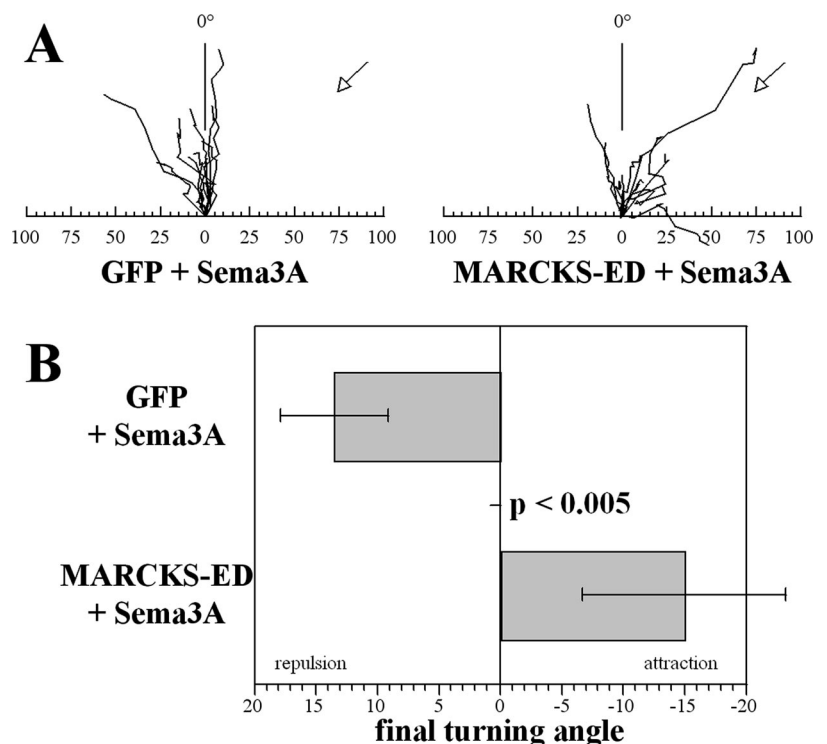 A
0°
0°
100 75 50 25 0 25 50 75 100
100 75 50 25 0 25 50 75 100
GFP + Sema3A
MARCKS-ED + Sema3A
B
GFP
+ Sema3A
p < 0.005
MARCKS-ED
+ Sema3A
repulsion
attraction
20 15 10 5 0 -5 -10 -15 -20
final turning angle